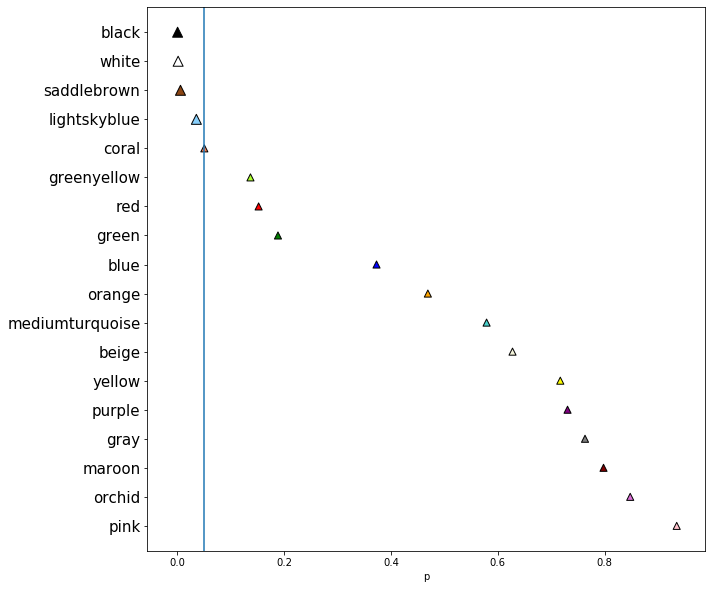 black
white
saddlebrown
lightskyblue
coral
greenyellow
red
green
blue
orange
mediumturquoise
beige
yellow
purple
gray
maroon
orchid
pink
0.0 0.2 0.4 0.6 0.8
p